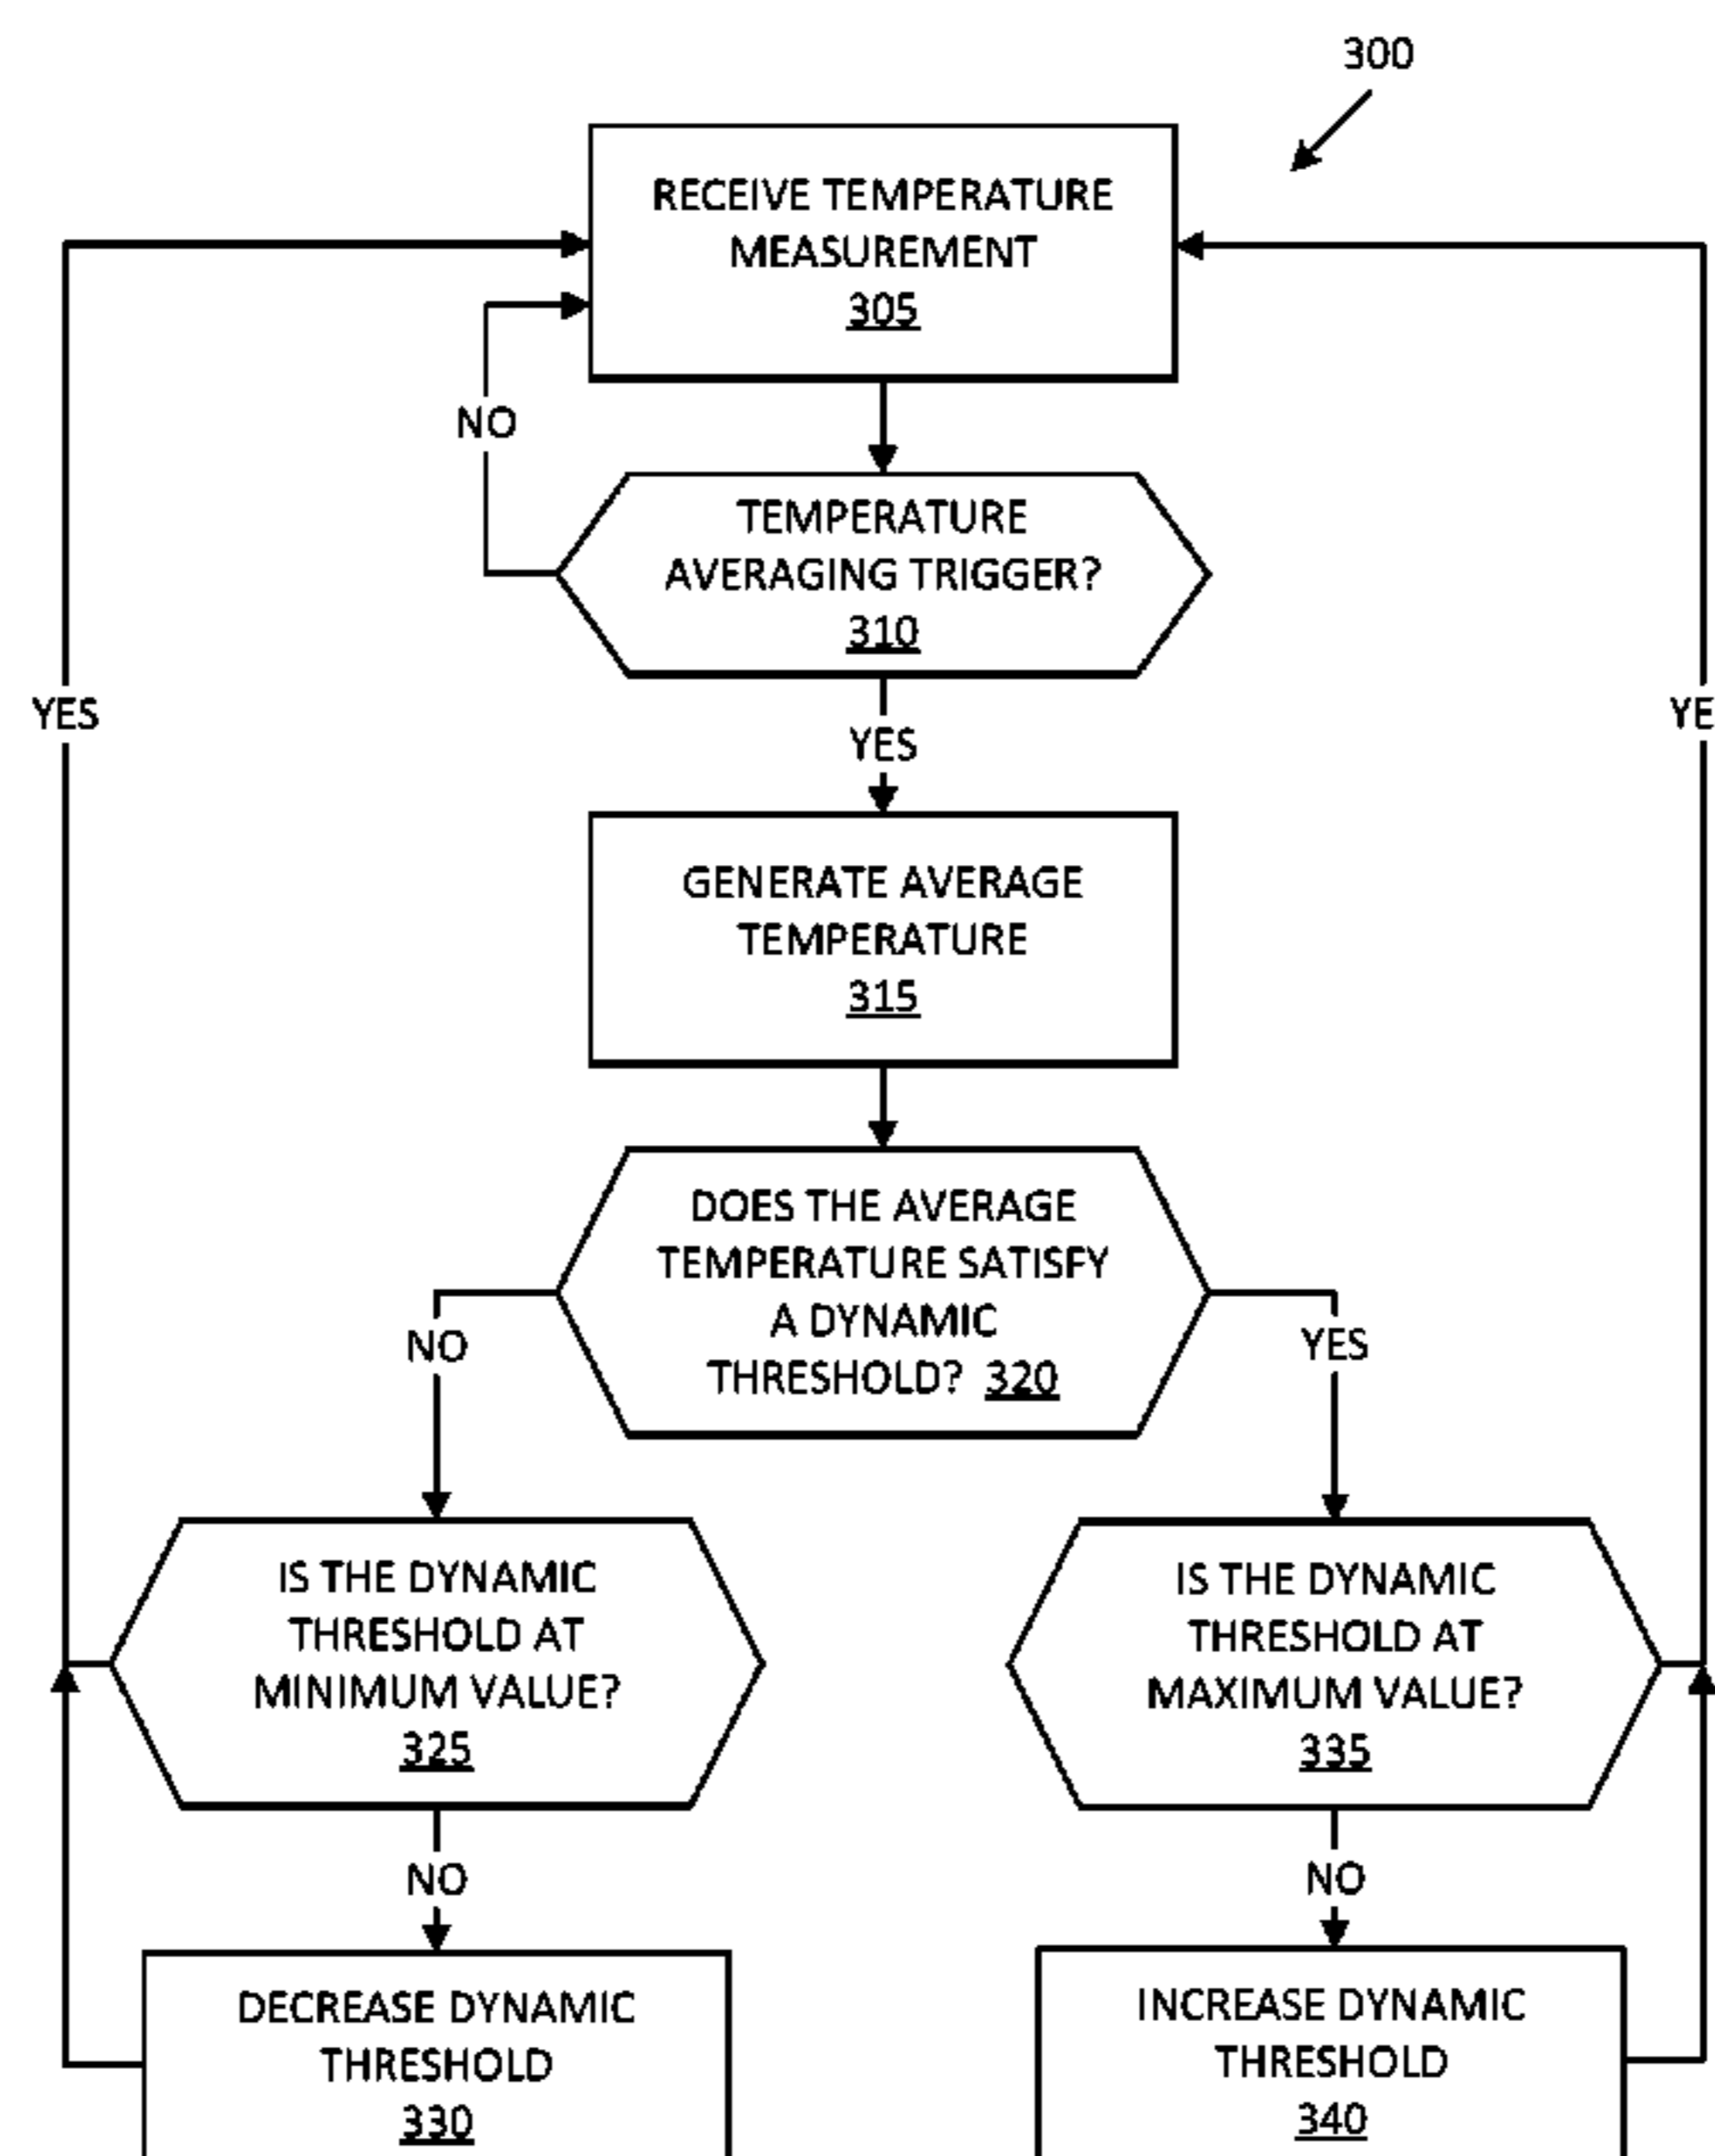 300
RECEIVE TEMPERATURE
MEASUREMENT
305
NO
TEMPERATURE
AVERAGING TRIGGER?
310
YES
YES
YE
GENERATE AVERAGE
TEMPERATURE
315
DOES THE AVERAGE
TEMPERATURE SATISFY
A DYNAMIC
THRESHOLD? 320
NO
YES
IS THE DYNAMIC
THRESHOLD AT
MINIMUM VALUE?
325
IS THE DYNAMIC
THRESHOLD AT
MAXIMUM VALUE?
335
NO
NO
DECREASE DYNAMIC
THRESHOLD
330
INCREASE DYNAMIC
THRESHOLD
340